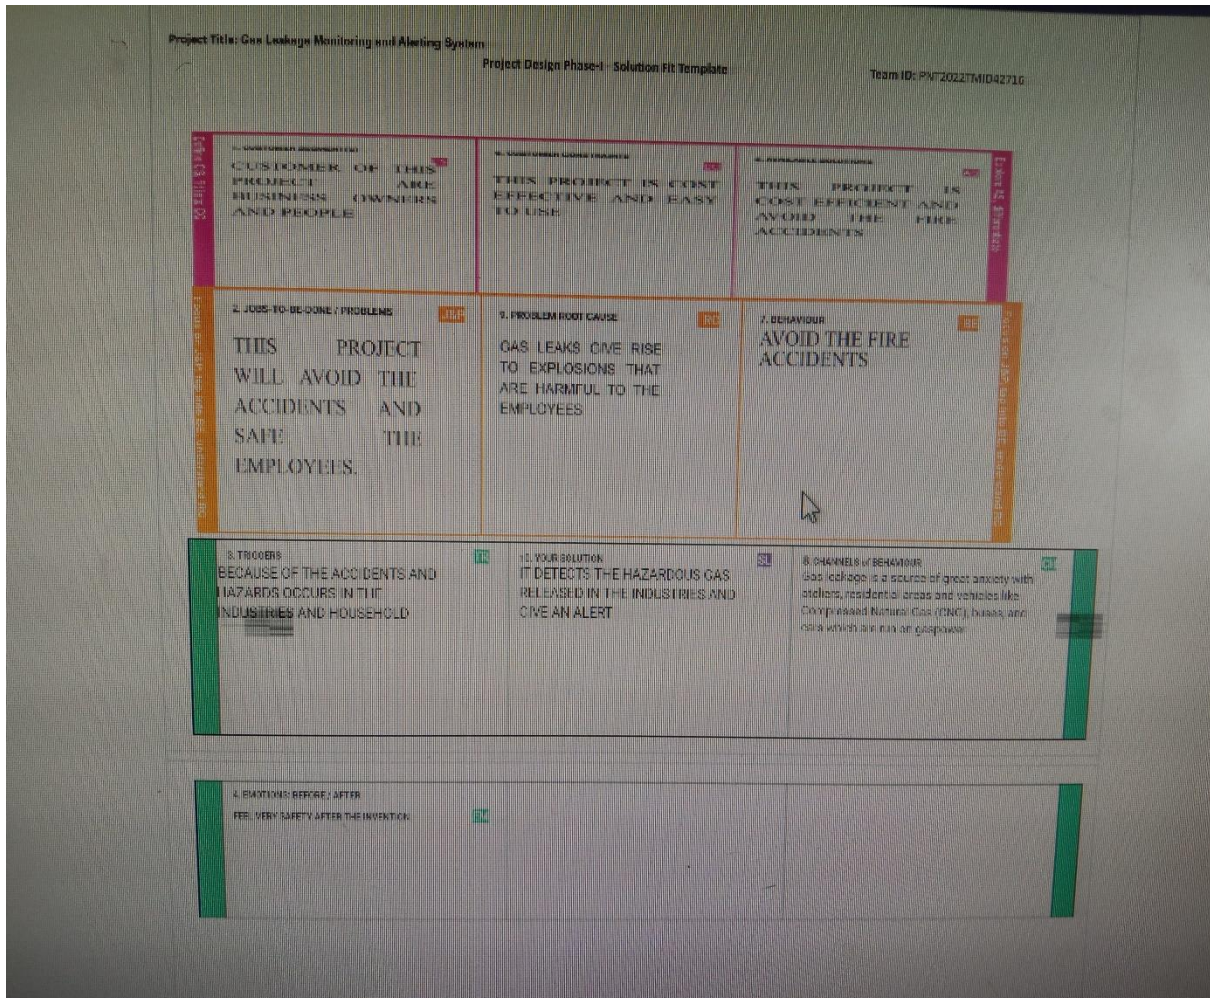 Project Title: Gas Leakage Monitoring and Alerting System
Project Design Phase-I - Solution Fit Template
Team ID: PNT2022TMID42710
CUSTOMER OF THIS
PROJECT ARE
BUSINESS OWNERS
AND PEOPLE
THIS PROJECT IS COST
EFFECTIVE AND EASY
TO USE
THIS PROJECT IS
COST EFFICIENT AND
AVOID THE FIRE
ACCIDENTS
2. JOBS-TO-BE-DONE / PROBLEMS
J&P
THIS PROJECT
WILL AVOID THE
ACCIDENTS AND
SAFE THE
EMPLOYEES.
9. PROBLEM ROOT CAUSE
RC
GAS LEAKS GIVE RISE
TO EXPLOSIONS THAT
ARE HARMFUL TO THE
EMPLOYEES
7. BEHAVIOUR
BE
AVOID THE FIRE
ACCIDENTS
3. TRIGGERS
TR
BECAUSE OF THE ACCIDENTS AND
HAZARDS OCCURS IN THE
INDUSTRIES AND HOUSEHOLD
10. YOUR SOLUTION
SL
IT DETECTS THE HAZARDOUS GAS
RELEASED IN THE INDUSTRIES AND
GIVE AN ALERT
8. CHANNELS of BEHAVIOUR
CH
Gas leakage is a source of great anxiety with
ateliers, residential areas and vehicles like
Compressed Natural Gas (CNG), buses, and
cars which are run on gas power
4. EMOTIONS: BEFORE / AFTER
EM
FEEL VERY SAFETY AFTER THE INVENTION